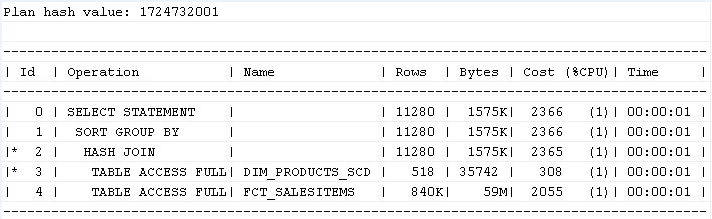 Plan hash value: 1724732001
---------------------------------------------------------------------------------------
| Id  | Operation          | Name             | Rows  | Bytes | Cost (%CPU)| Time     |
---------------------------------------------------------------------------------------
|   0 | SELECT STATEMENT   |                  | 11280 |  1575K|  2366   (1)| 00:00:01 |
|   1 |  SORT GROUP BY     |                  | 11280 |  1575K|  2366   (1)| 00:00:01 |
|*  2 |   HASH JOIN        |                  | 11280 |  1575K|  2365   (1)| 00:00:01 |
|*  3 |    TABLE ACCESS FULL| DIM_PRODUCTS_SCD |   518 | 35742 |   308   (1)| 00:00:01 |
|   4 |    TABLE ACCESS FULL| FCT_SALESITEMS   |   840K|    59M|  2055   (1)| 00:00:01 |
---------------------------------------------------------------------------------------